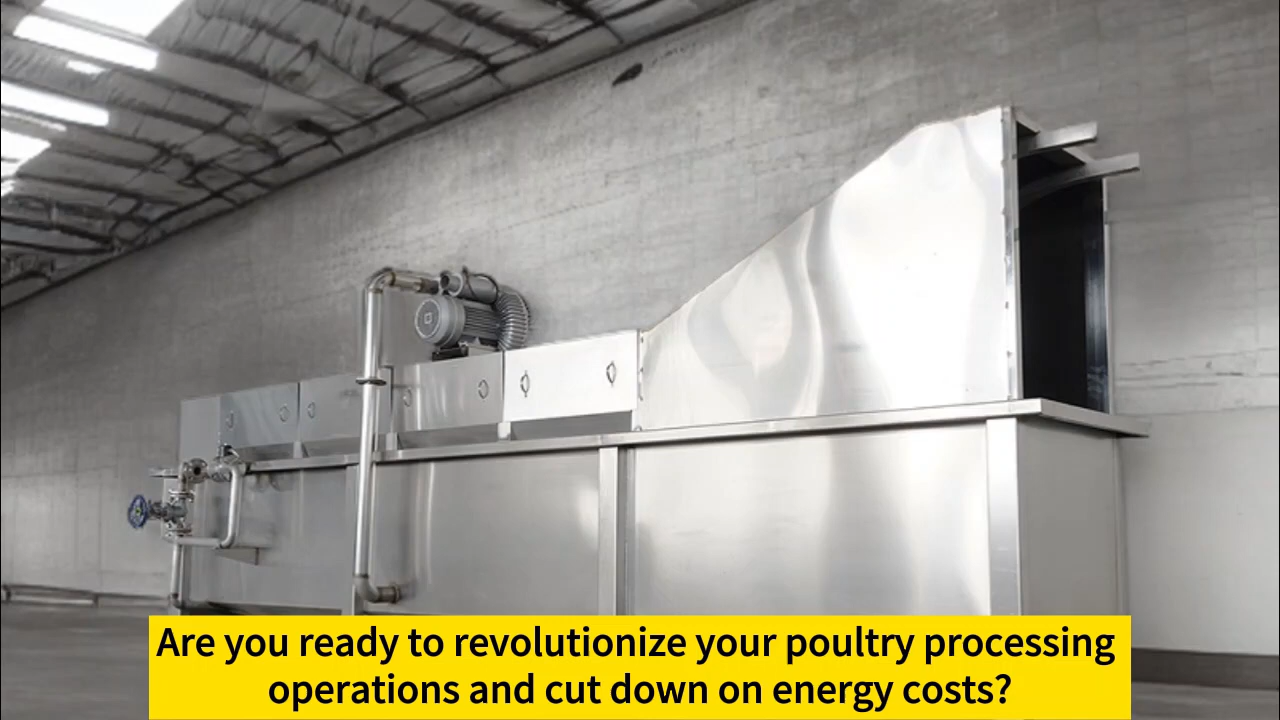 Are you ready to revolutionize your poultry processing
operations and cut down on energy costs?